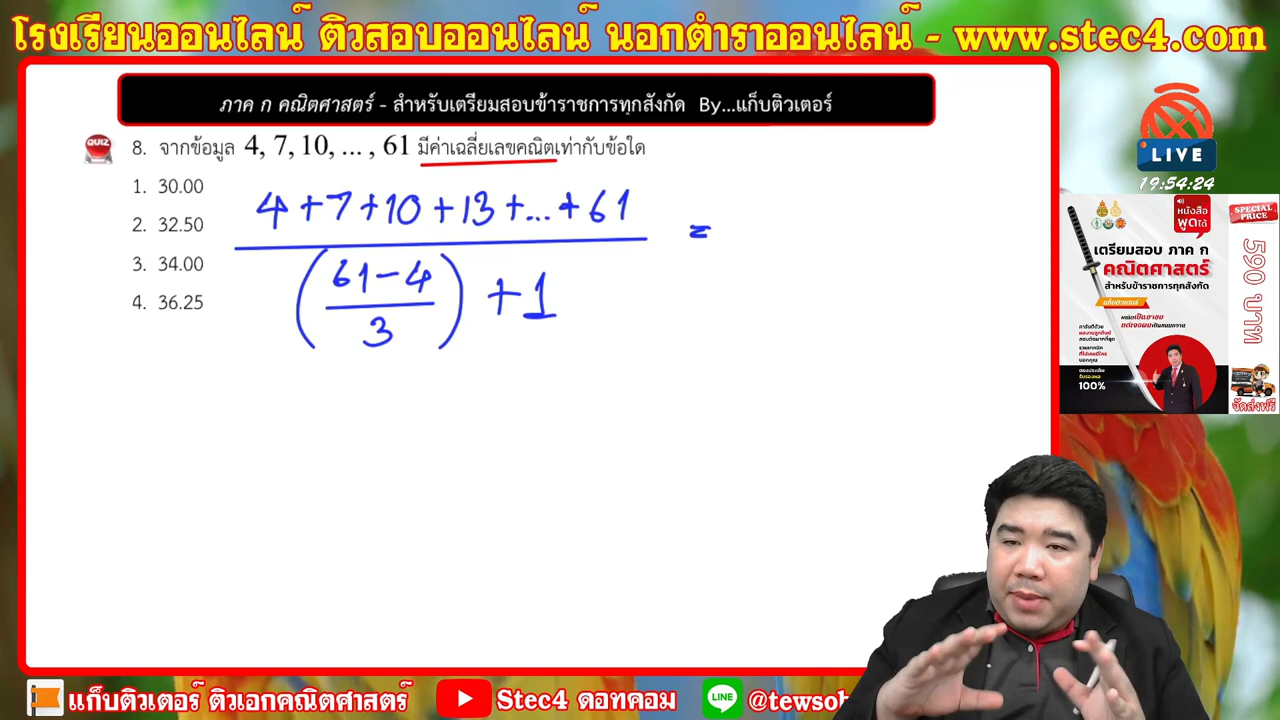 โรงเรียนออนไลน์ ติวสอบออนไลน์ นอกตำราออนไลน์ - www.stec4.com
ภาค ก คณิตศาสตร์ - สำหรับเตรียมสอบข้าราชการทุกสังกัด By...แก็บติวเตอร์
QUIZ
8. จากข้อมูล 4, 7, 10, ... , 61 มีค่าเฉลี่ยเลขคณิตเท่ากับข้อใด
1. 30.00
2. 32.50
3. 34.00
4. 36.25
4 + 7 + 10 + 13 + ... + 61 =
(61 - 4
3) + 1
LIVE
19:54:24
หนังสือ
พูดได้
SPECIAL
PRICE
เตรียมสอบ ภาค ก
คณิตศาสตร์
สำหรับข้าราชการทุกสังกัด
แก็บติวเตอร์
100%
590 บาท
จัดส่งฟรี
แก็บติวเตอร์ ติวเอกคณิตศาสตร์
Stec4 ดอทคอม
LINE